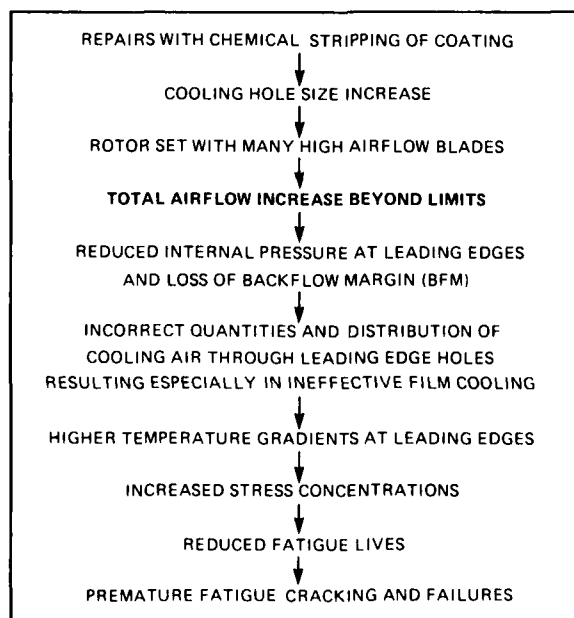 REPAIRS WITH CHEMICAL STRIPPING OF COATING
COOLING HOLE SIZE INCREASE
ROTOR SET WITH MANY HIGH AIRFLOW BLADES
TOTAL AIRFLOW INCREASE BEYOND LIMITS
REDUCED INTERNAL PRESSURE AT LEADING EDGES
AND LOSS OF BACKFLOW MARGIN (BFM)
INCORRECT QUANTITIES AND DISTRIBUTION OF
COOLING AIR THROUGH LEADING EDGE HOLES
RESULTING ESPECIALLY IN INEFFECTIVE FILM COOLING
HIGHER TEMPERATURE GRADIENTS AT LEADING EDGES
INCREASED STRESS CONCENTRATIONS
REDUCED FATIGUE LIVES
PREMATURE FATIGUE CRACKING AND FAILURES